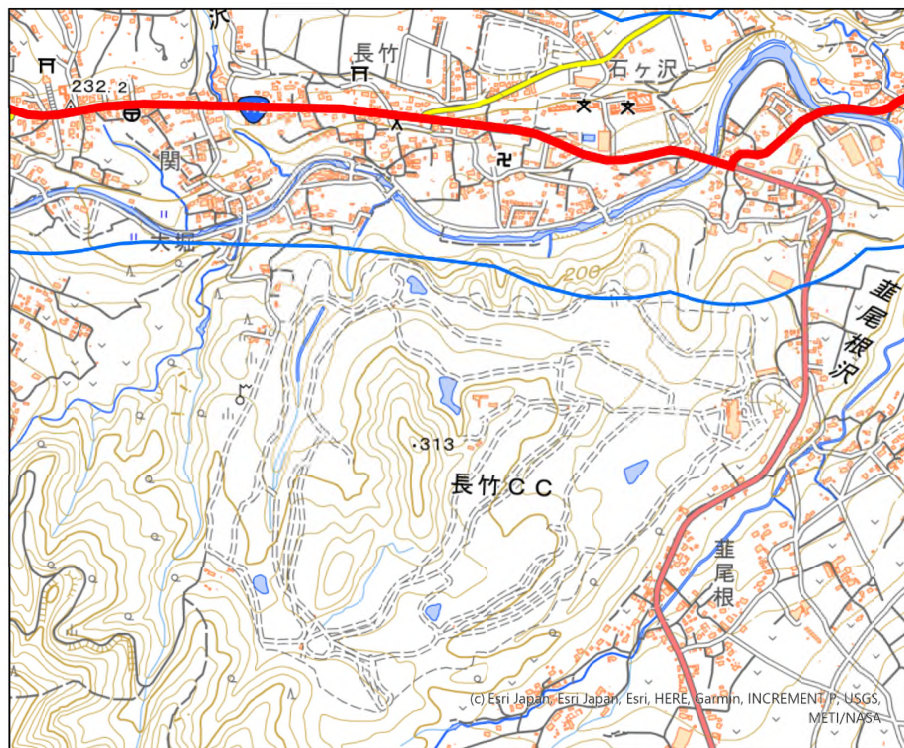 沢
長竹
石ヶ沢
232.2
関
大堀
200
韮尾根沢
・313
長竹CC
韮尾根
(c) Esri Japan, Esri Japan, Esri, HERE, Garmin, INCREMENT P, USGS,
METI/NASA